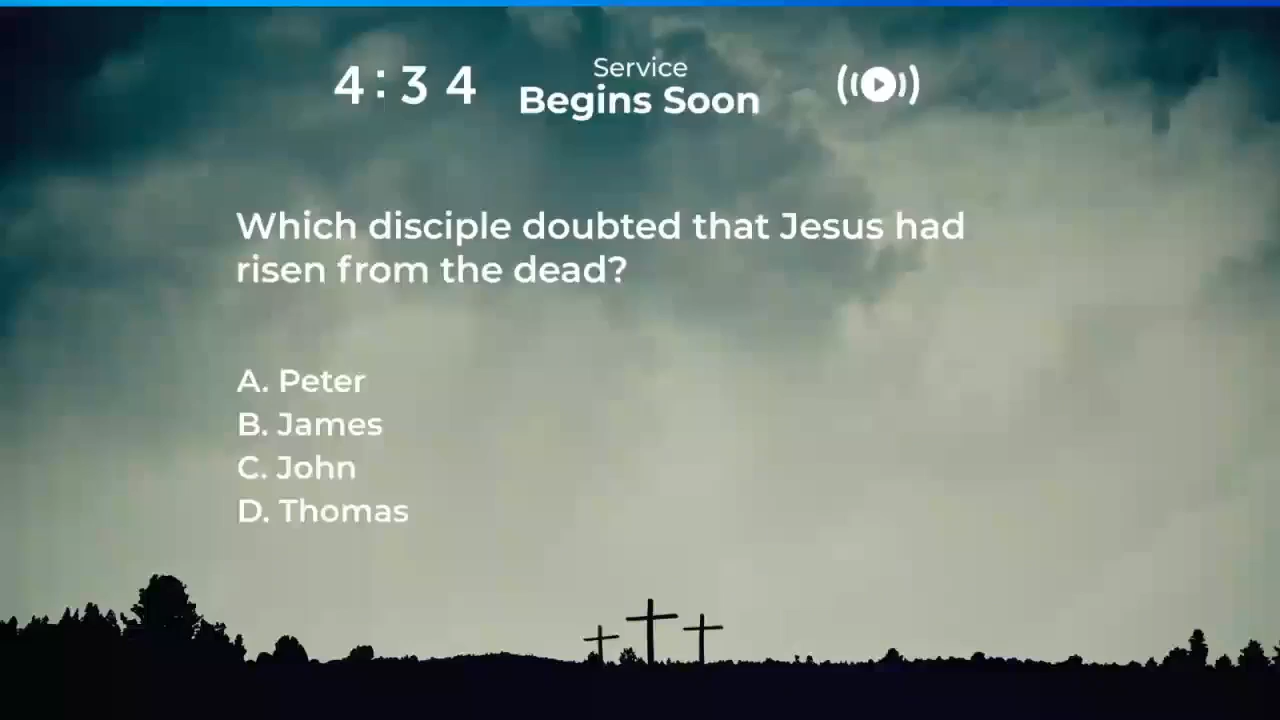 4:34
Service
Begins Soon
Which disciple doubted that Jesus had
risen from the dead?
A. Peter
B. James
C. John
D. Thomas